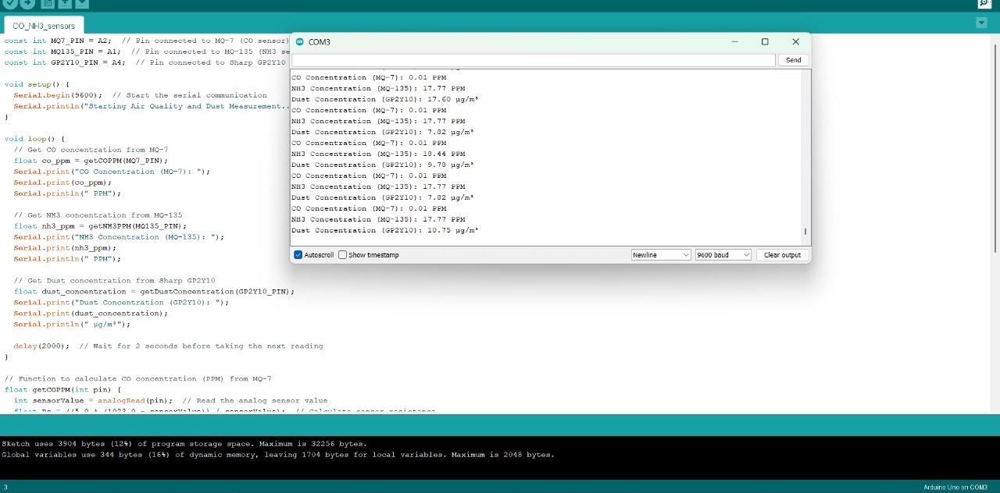 CO_NH3_sensors
const int MQ7_PIN = A2;  // Pin connected to MQ-7 (CO sensor)
const int MQ135_PIN = A1;  // Pin connected to MQ-135 (NH3 se
const int GP2Y10_PIN = A4;  // Pin connected to Sharp GP2Y10
void setup() {
Serial.begin(9600);  // Start the serial communication
Serial.println("Starting Air Quality and Dust Measurement..
}
void loop() {
// Get CO concentration from MQ-7
float co_ppm = getCOPPM(MQ7_PIN);
Serial.print("CO Concentration (MQ-7): ");
Serial.print(co_ppm);
Serial.println(" PPM");
// Get NH3 concentration from MQ-135
float nh3_ppm = getNH3PPM(MQ135_PIN);
Serial.print("NH3 Concentration (MQ-135): ");
Serial.print(nh3_ppm);
Serial.println(" PPM");
// Get Dust concentration from Sharp GP2Y10
float dust_concentration = getDustConcentration(GP2Y10_PIN);
Serial.print("Dust Concentration (GP2Y10): ");
Serial.print(dust_concentration);
Serial.println(" µg/m³");
delay(2000);  // Wait for 2 seconds before taking the next reading
}
// Function to calculate CO concentration (PPM) from MQ-7
float getCOPPM(int pin) {
int sensorValue = analogRead(pin);  // Read the analog sensor value
COM3
Send
CO Concentration (MQ-7): 0.01 PPM
NH3 Concentration (MQ-135): 17.77 PPM
Dust Concentration (GP2Y10): 17.60 µg/m³
CO Concentration (MQ-7): 0.01 PPM
NH3 Concentration (MQ-135): 17.77 PPM
Dust Concentration (GP2Y10): 7.82 µg/m³
CO Concentration (MQ-7): 0.01 PPM
NH3 Concentration (MQ-135): 18.44 PPM
Dust Concentration (GP2Y10): 9.78 µg/m³
CO Concentration (MQ-7): 0.01 PPM
NH3 Concentration (MQ-135): 17.77 PPM
Dust Concentration (GP2Y10): 7.82 µg/m³
CO Concentration (MQ-7): 0.01 PPM
NH3 Concentration (MQ-135): 17.77 PPM
Dust Concentration (GP2Y10): 10.75 µg/m³
Autoscroll Show timestamp Newline 9600 baud Clear output
Sketch uses 3904 bytes (12%) of program storage space. Maximum is 32256 bytes.
Global variables use 344 bytes (16%) of dynamic memory, leaving 1704 bytes for local variables. Maximum is 2048 bytes.
3 Arduino Uno on COM3